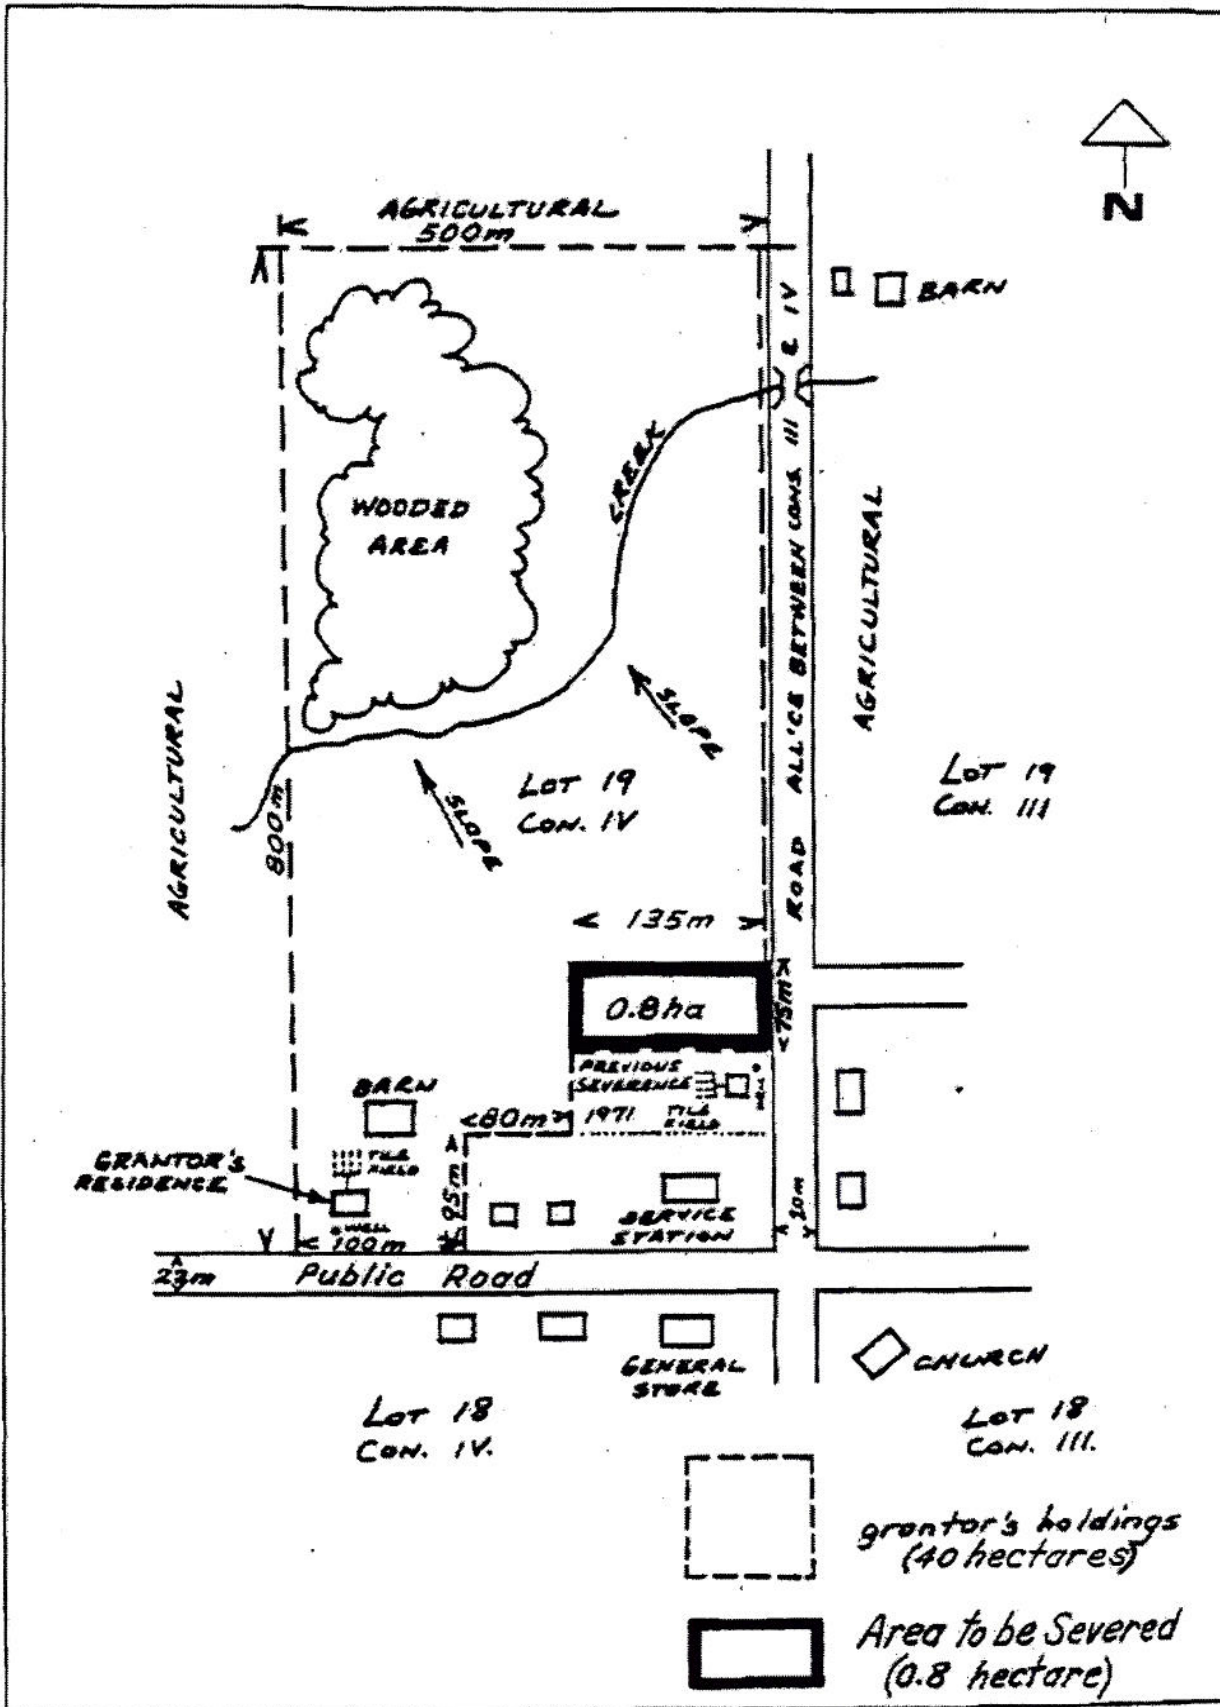 AGRICULTURAL
500m
N
BARN
WOODED
AREA
CREEK
ROAD ALL'CE BETWEEN CONS. III & IV
AGRICULTURAL
AGRICULTURAL
800m
SLOPE
SLOPE
LOT 19
CON. IV
LOT 19
CON. III
135m
0.8ha
75m
PREVIOUS
SEVERENCE
1971
TILE
FIELD
WELL
BARN
80m
GRANTOR'S
RESIDENCE
TILE
FIELD
WELL
100m
95m
SERVICE
STATION
20m
23m
Public Road
GENERAL
STORE
CHURCH
LOT 18
CON. IV.
LOT 18
CON. III.
grantor's holdings
(40 hectares)
Area to be Severed
(0.8 hectare)